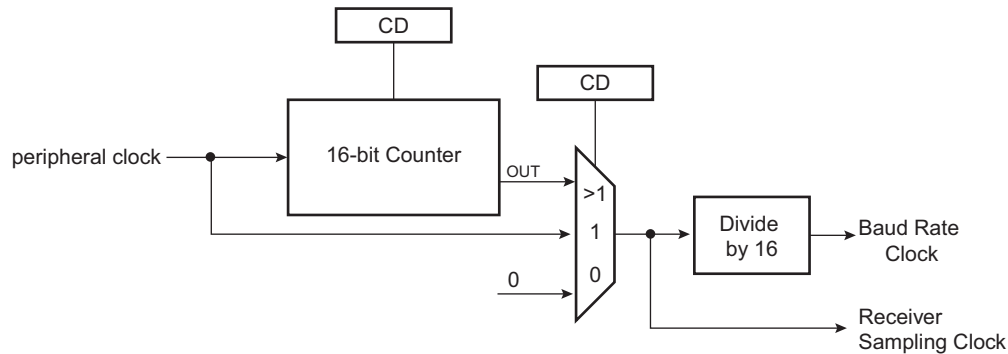 CD
CD
peripheral clock
16-bit Counter
OUT
>1
1
0
0
Divide
by 16
Baud Rate
Clock
Receiver
Sampling Clock